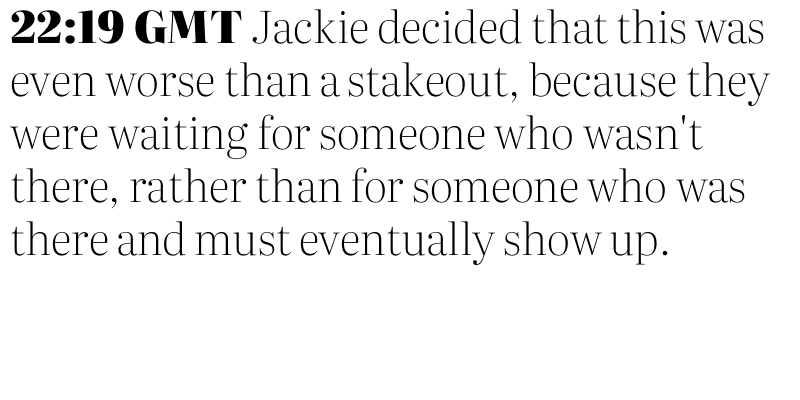 22:19 GMT Jackie decided that this was
even worse than a stakeout, because they
were waiting for someone who wasn't
there, rather than for someone who was
there and must eventually show up.